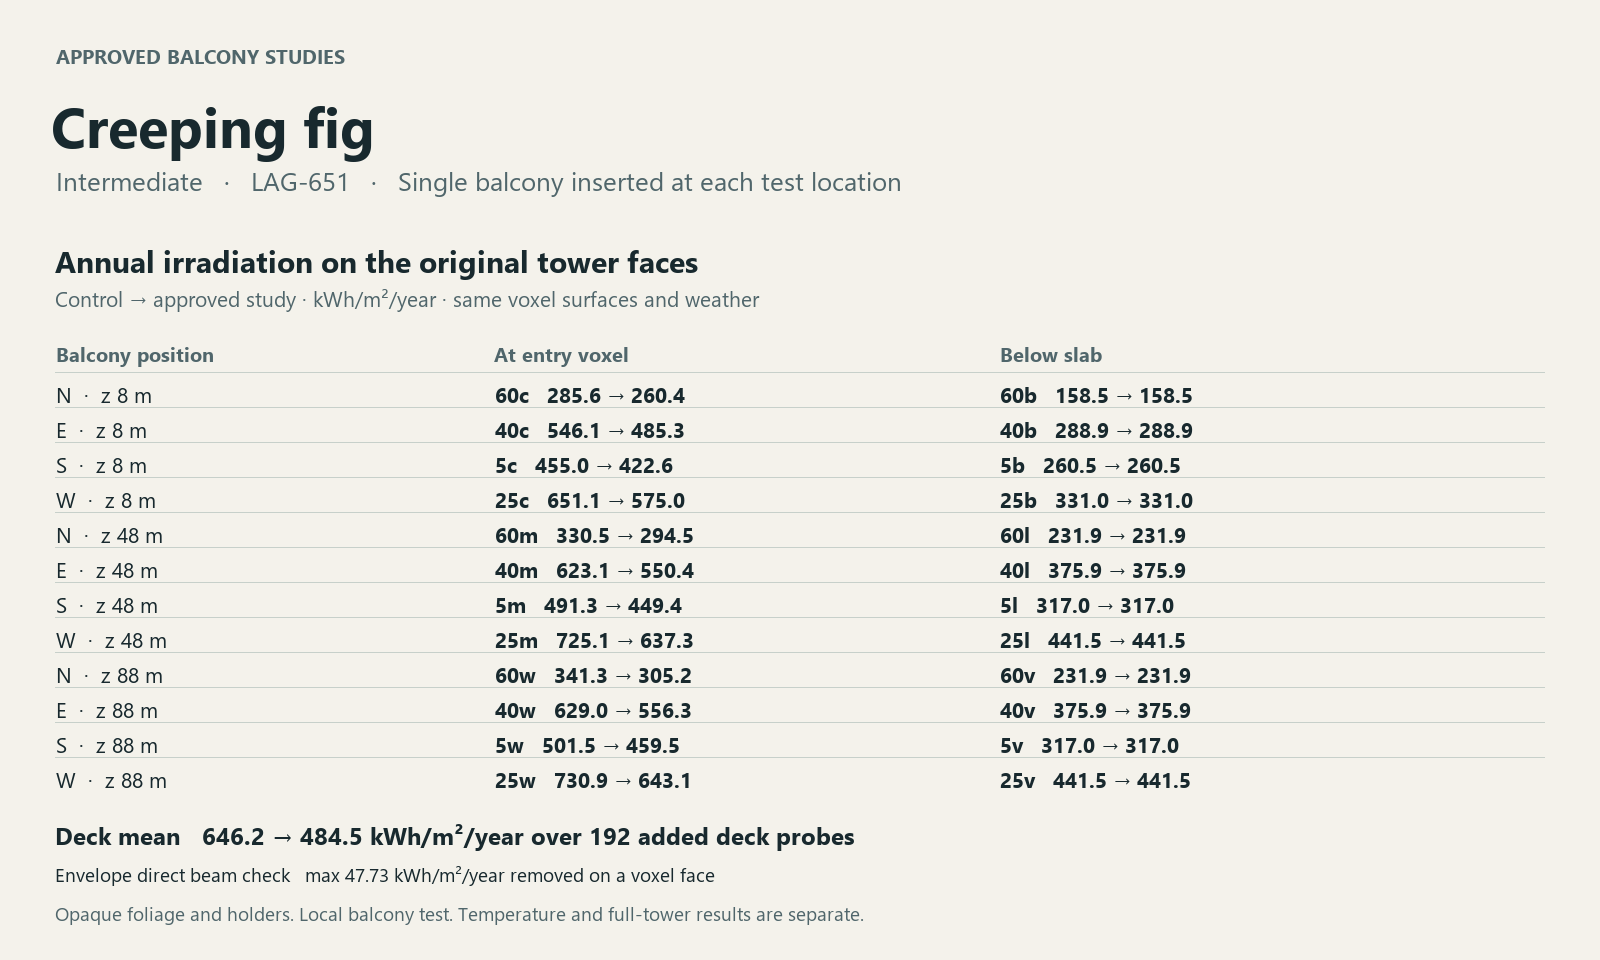 APPROVED BALCONY STUDIES
Creeping fig
Intermediate · LAG-651 · Single balcony inserted at each test location
Annual irradiation on the original tower faces
Control → approved study · kWh/m²/year · same voxel surfaces and weather
Balcony position At entry voxel Below slab
N · z 8 m 60c 285.6 → 260.4 60b 158.5 → 158.5
E · z 8 m 40c 546.1 → 485.3 40b 288.9 → 288.9
S · z 8 m 5c 455.0 → 422.6 5b 260.5 → 260.5
W · z 8 m 25c 651.1 → 575.0 25b 331.0 → 331.0
N · z 48 m 60m 330.5 → 294.5 60l 231.9 → 231.9
E · z 48 m 40m 623.1 → 550.4 40l 375.9 → 375.9
S · z 48 m 5m 491.3 → 449.4 5l 317.0 → 317.0
W · z 48 m 25m 725.1 → 637.3 25l 441.5 → 441.5
N · z 88 m 60w 341.3 → 305.2 60v 231.9 → 231.9
E · z 88 m 40w 629.0 → 556.3 40v 375.9 → 375.9
S · z 88 m 5w 501.5 → 459.5 5v 317.0 → 317.0
W · z 88 m 25w 730.9 → 643.1 25v 441.5 → 441.5
Deck mean 646.2 → 484.5 kWh/m²/year over 192 added deck probes
Envelope direct beam check max 47.73 kWh/m²/year removed on a voxel face
Opaque foliage and holders. Local balcony test. Temperature and full-tower results are separate.